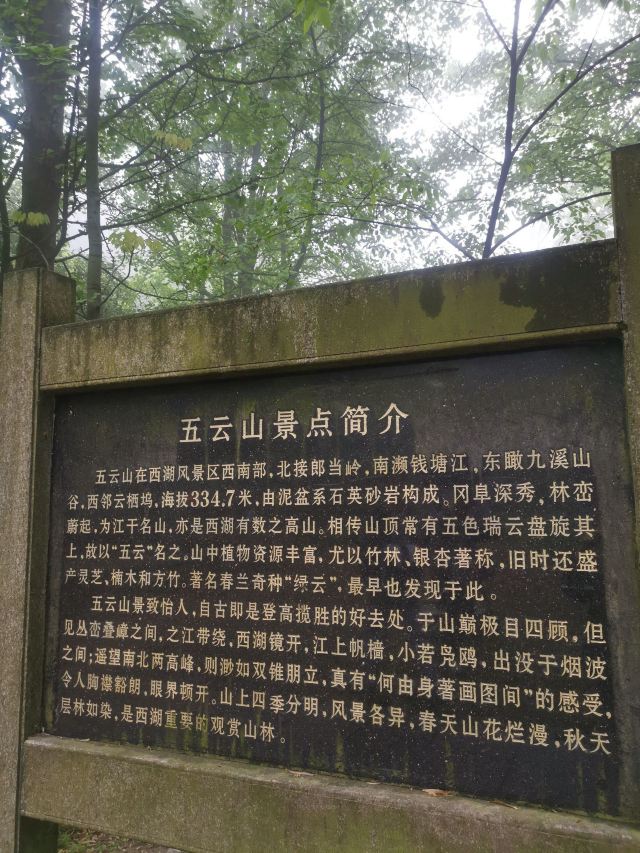 五云山景点简介
五云山在西湖风景区西南部，北接郎当岭，南濒钱塘江，东瞰九溪山
谷，西邻云栖坞，海拔334.7米，由泥盆系石英砂岩构成。冈阜深秀，林峦
蔚起，为江干名山，亦是西湖有数之高山。相传山顶常有五色瑞云盘旋其
上，故以“五云”名之。山中植物资源丰富，尤以竹林、银杏著称，旧时还盛
产灵芝、楠木和方竹。著名春兰奇种“绿云”，最早也发现于此。
五云山景致怡人，自古即是登高揽胜的好去处。于山巅极目四顾，但
见丛峦叠嶂之间，之江带绕，西湖镜开，江上帆樯，小若凫鸥，出没于烟波
之间；遥望南北两高峰，则渺如双锥朋立，真有“何由身著画图间”的感受，
令人胸襟豁朗，眼界顿开。山上四季分明，风景各异，春天山花烂漫，秋天
层林如染，是西湖重要的观赏山林。